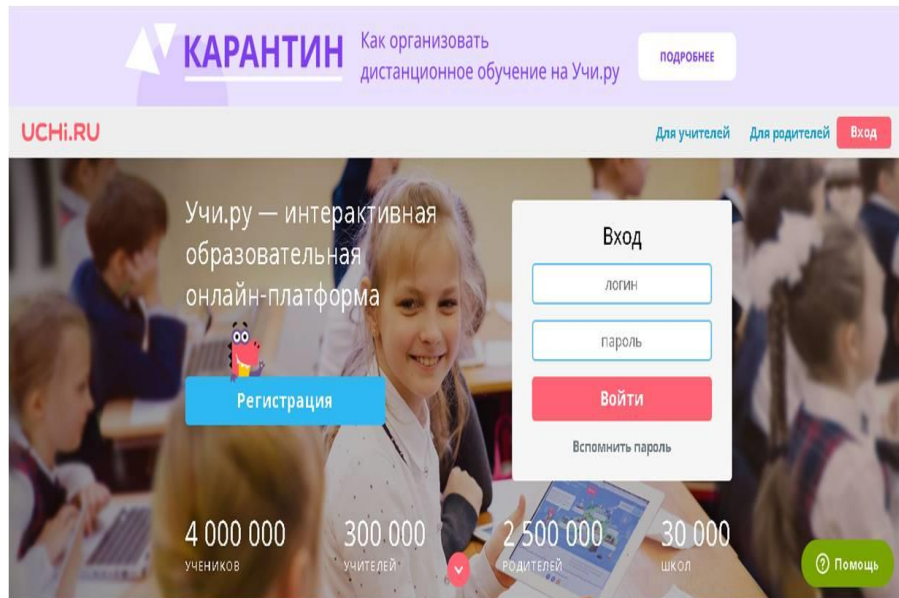 КАРАНТИН
Как организовать
дистанционное обучение на Учи.ру
ПОДРОБНЕЕ
UCHi.RU
Для учителей
Для родителей
Вход
Учи.ру — интерактивная
образовательная
онлайн-платформа
Регистрация
Вход
логин
пароль
Войти
Вспомнить пароль
4 000 000
УЧЕНИКОВ
300 000
УЧИТЕЛЕЙ
2 500 000
РОДИТЕЛЕЙ
30 000
ШКОЛ
Помощь